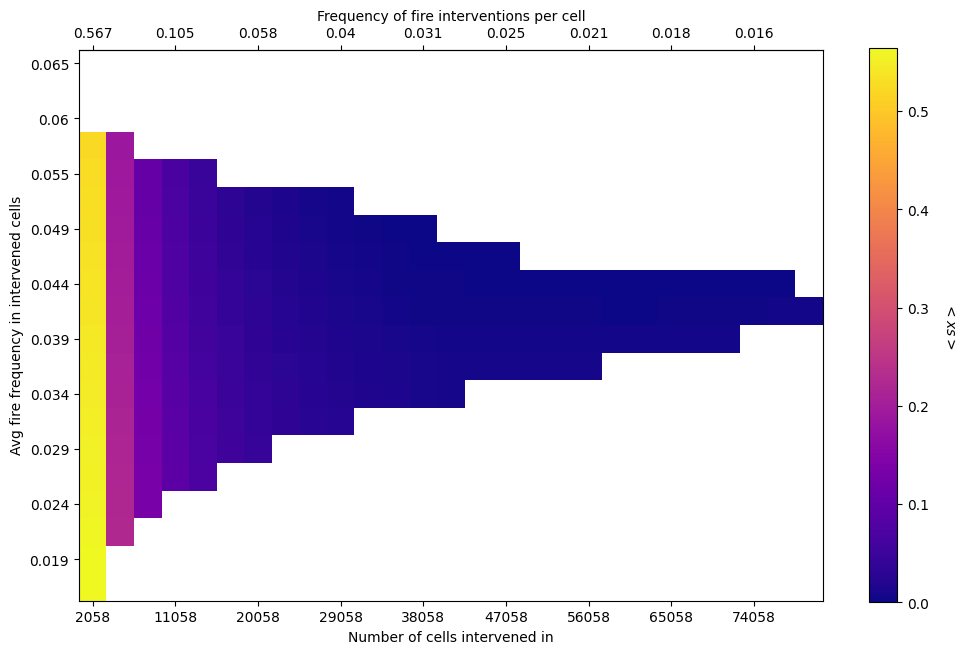 Frequency of fire interventions per cell
0.567 0.105 0.058 0.04 0.031 0.025 0.021 0.018 0.016
0.065
0.06
0.055
0.049
0.044
0.039
0.034
0.029
0.024
0.019
Avg fire frequency in intervened cells
2058 11058 20058 29058 38058 47058 56058 65058 74058
Number of cells intervened in
0.5
0.4
0.3
0.2
0.1
0.0
< sx >